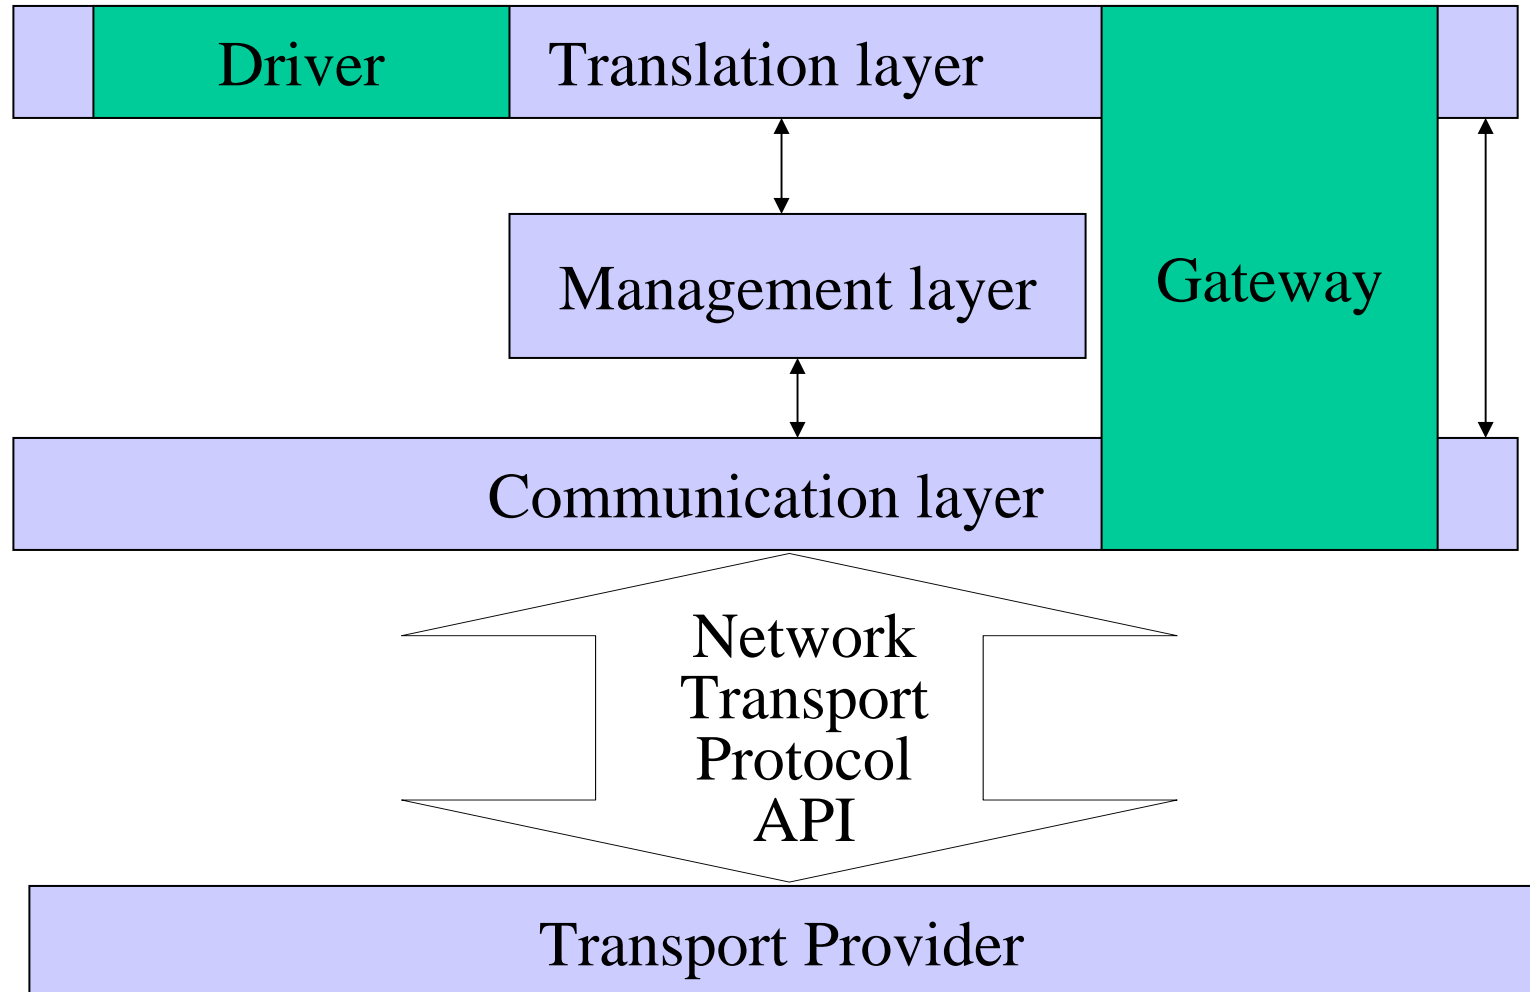 Driver
Translation layer
Management layer
Gateway
Communication layer
Network
Transport
Protocol
API
Transport Provider